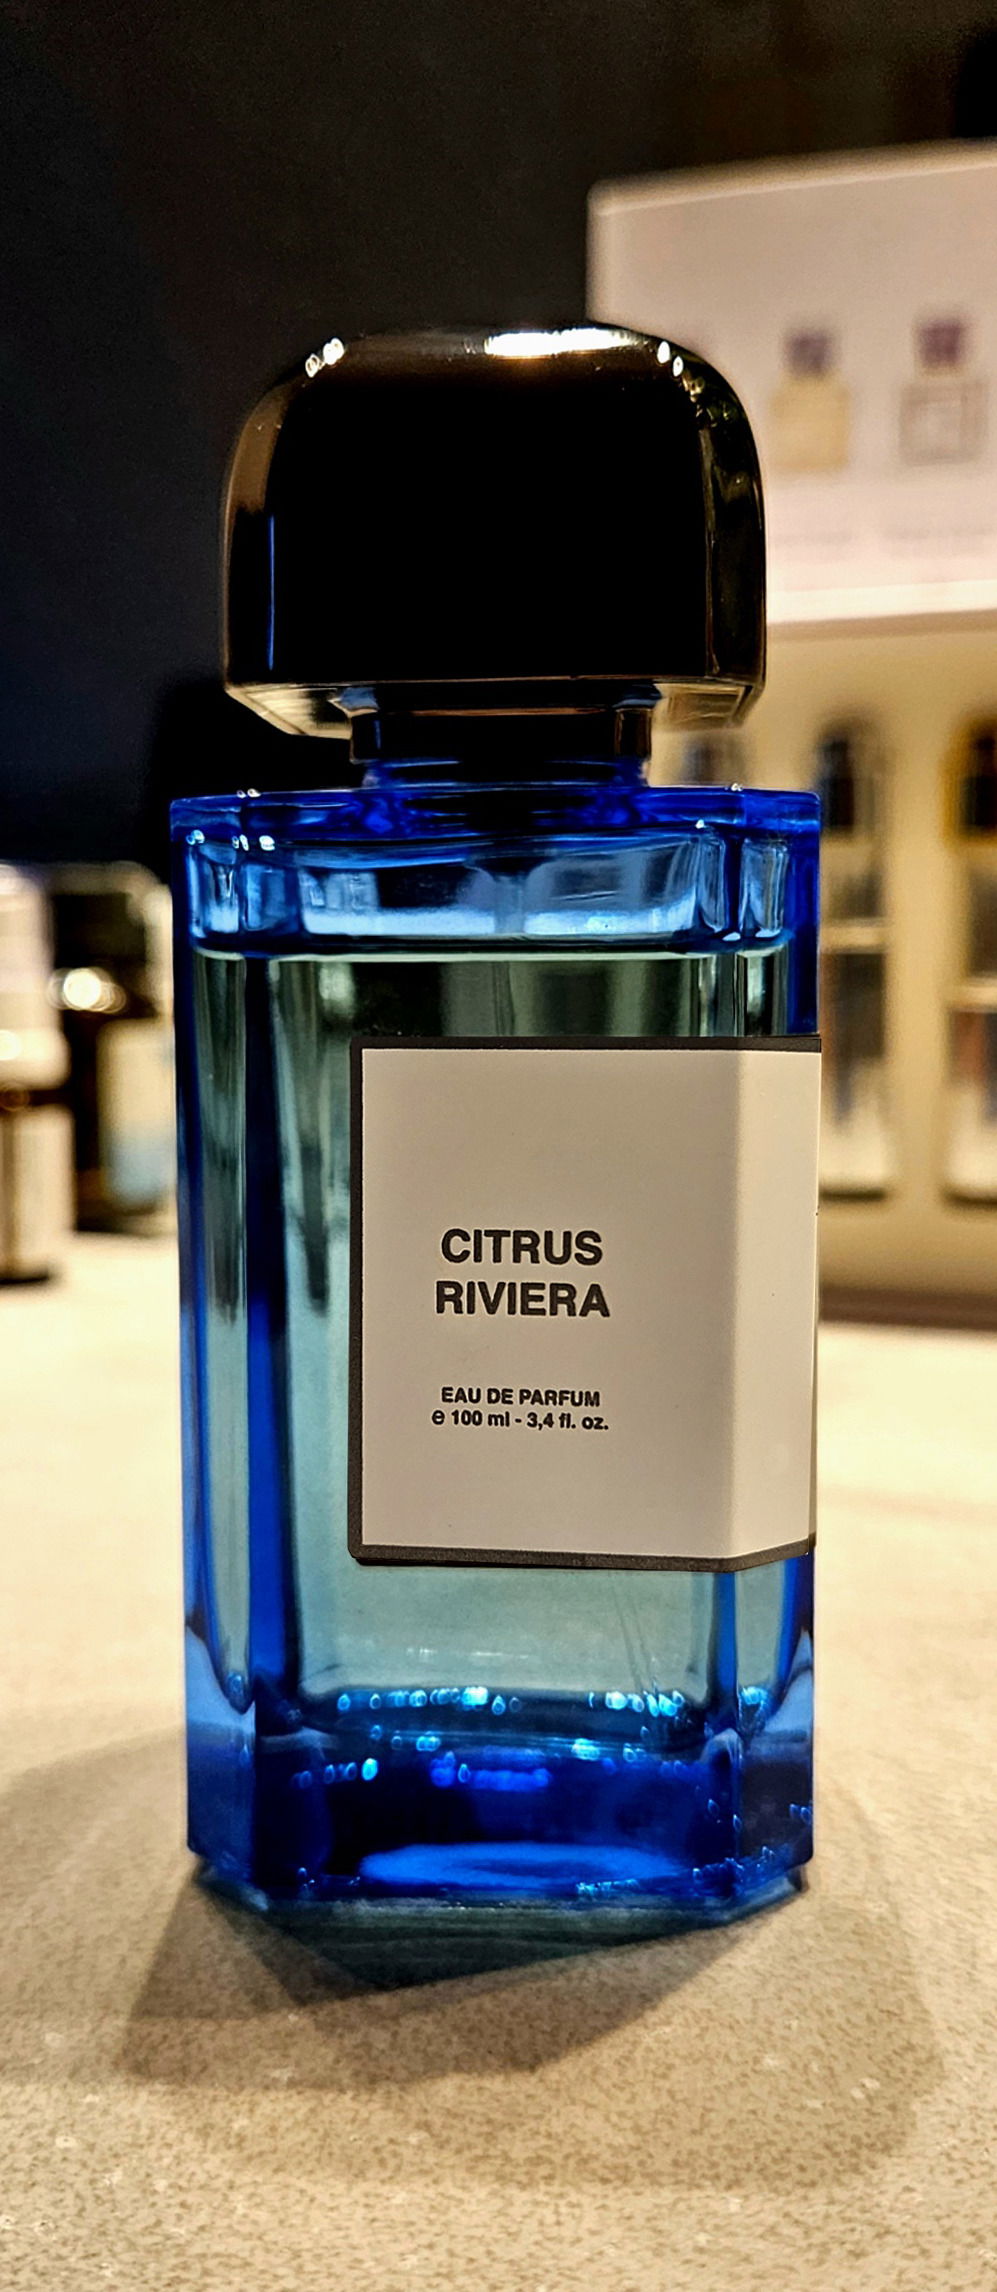 CITRUS
RIVIERA
EAU DE PARFUM
℮ 100 ml - 3,4 fl. oz.